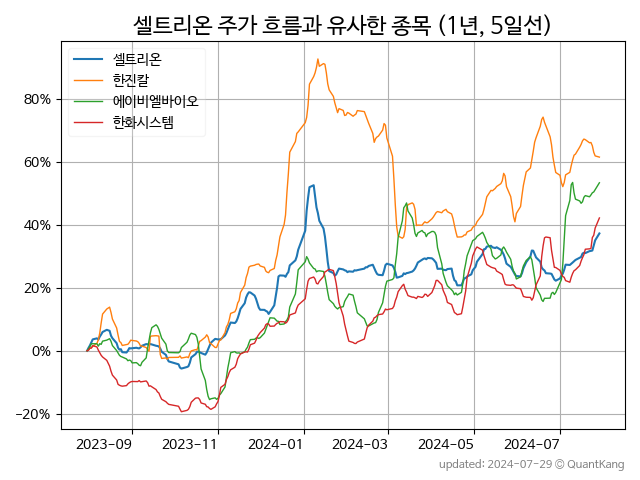 셀트리온 주가 흐름과 유사한 종목 (1년, 5일선)
셀트리온
한진칼
에이비엘바이오
한화시스템
80%
60%
40%
20%
0%
−20%
2023-09 2023-11 2024-01 2024-03 2024-05 2024-07
updated: 2024-07-29 © QuantKang